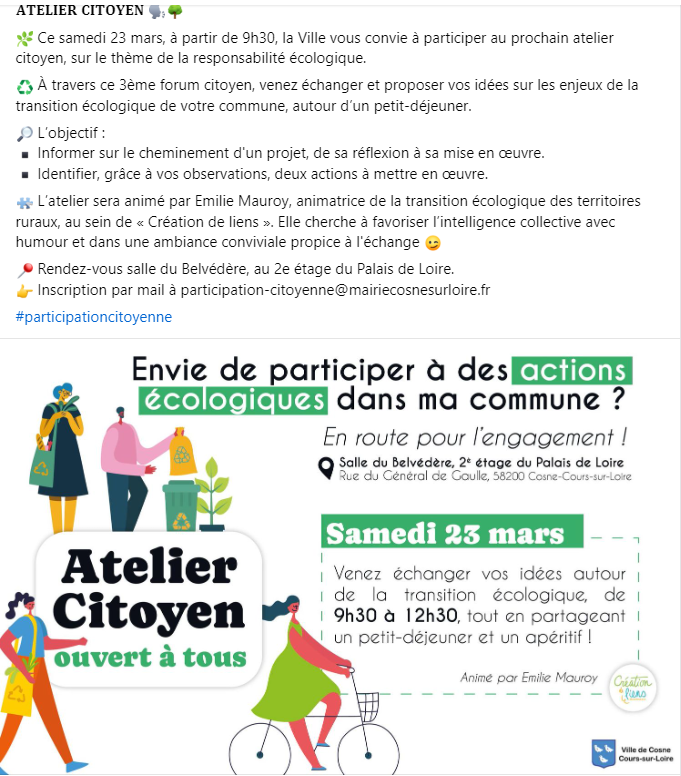 ATELIER CITOYEN 🗣️🌳
🌿 Ce samedi 23 mars, à partir de 9h30, la Ville vous convie à participer au prochain atelier
citoyen, sur le thème de la responsabilité écologique.
♻️ À travers ce 3ème forum citoyen, venez échanger et proposer vos idées sur les enjeux de la
transition écologique de votre commune, autour d'un petit-déjeuner.
🔎 L'objectif :
▪️ Informer sur le cheminement d'un projet, de sa réflexion à sa mise en œuvre.
▪️ Identifier, grâce à vos observations, deux actions à mettre en œuvre.
🧩 L'atelier sera animé par Emilie Mauroy, animatrice de la transition écologique des territoires
ruraux, au sein de « Création de liens ». Elle cherche à favoriser l'intelligence collective avec
humour et dans une ambiance conviviale propice à l'échange 😉
📍 Rendez-vous salle du Belvédère, au 2e étage du Palais de Loire.
👉 Inscription par mail à participation-citoyenne@mairiecosnesurloire.fr
#participationcitoyenne
Envie de participer à des actions
écologiques dans ma commune ?
En route pour l'engagement !
Salle du Belvédère, 2e étage du Palais de Loire
Rue du Général de Gaulle, 58200 Cosne-Cours-sur-Loire
Atelier
Citoyen
ouvert à tous
Samedi 23 mars
Venez échanger vos idées autour
de la transition écologique, de
9h30 à 12h30, tout en partageant
un petit-déjeuner et un apéritif !
Animé par Emilie Mauroy
Création
de liens
Ville de Cosne
Cours-sur-Loire